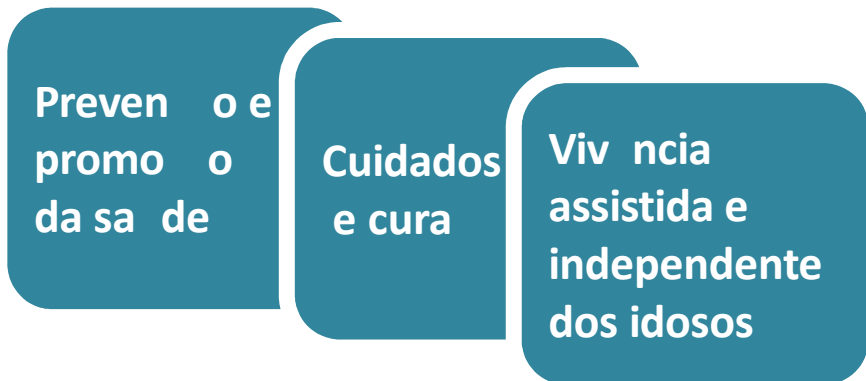 Preven o e
promo o
da sa de
Cuidados
e cura
Viv ncia
assistida e
independente
dos idosos